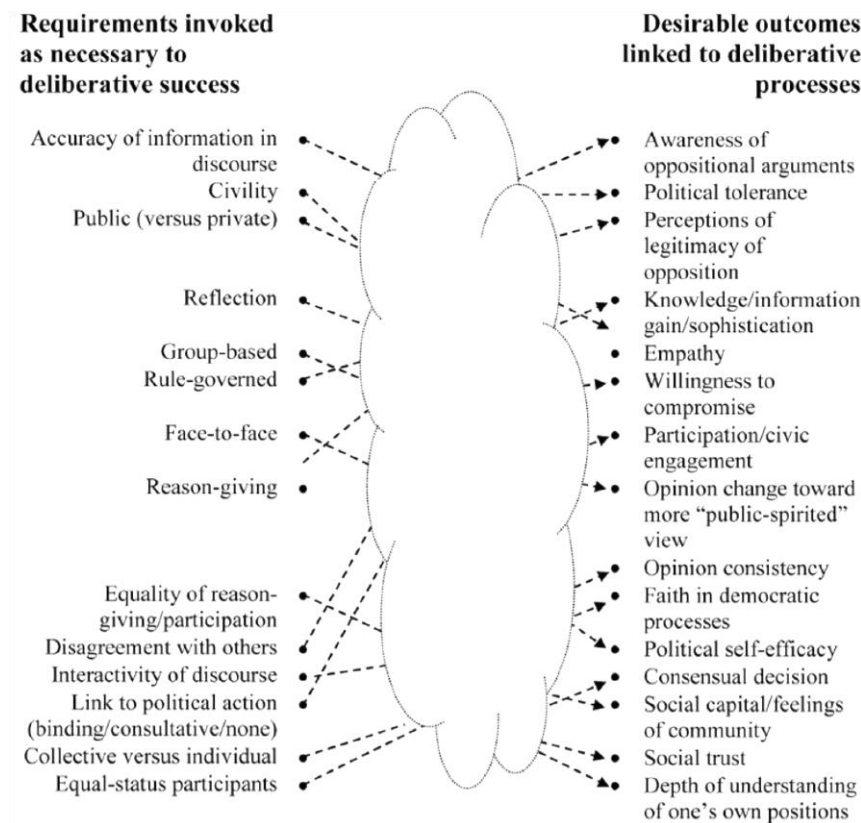 Requirements invoked
as necessary to
deliberative success
Accuracy of information in
discourse
Civility
Public (versus private)
Reflection
Group-based
Rule-governed
Face-to-face
Reason-giving
Equality of reason-
giving/participation
Disagreement with others
Interactivity of discourse
Link to political action
(binding/consultative/none)
Collective versus individual
Equal-status participants
Desirable outcomes
linked to deliberative
processes
Awareness of
oppositional arguments
Political tolerance
Perceptions of
legitimacy of
opposition
Knowledge/information
gain/sophistication
Empathy
Willingness to
compromise
Participation/civic
engagement
Opinion change toward
more “public-spirited”
view
Opinion consistency
Faith in democratic
processes
Political self-efficacy
Consensual decision
Social capital/feelings
of community
Social trust
Depth of understanding
of one’s own positions